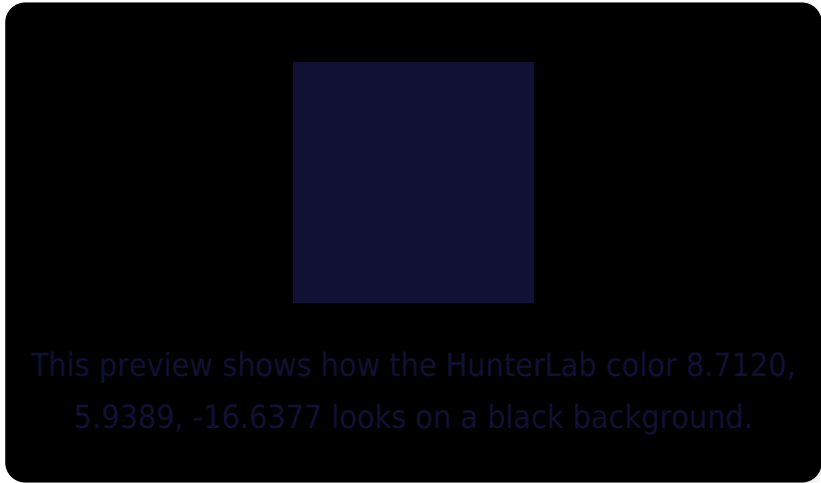 This preview shows how the HunterLab color 8.7120,
5.9389, -16.6377 looks on a black background.